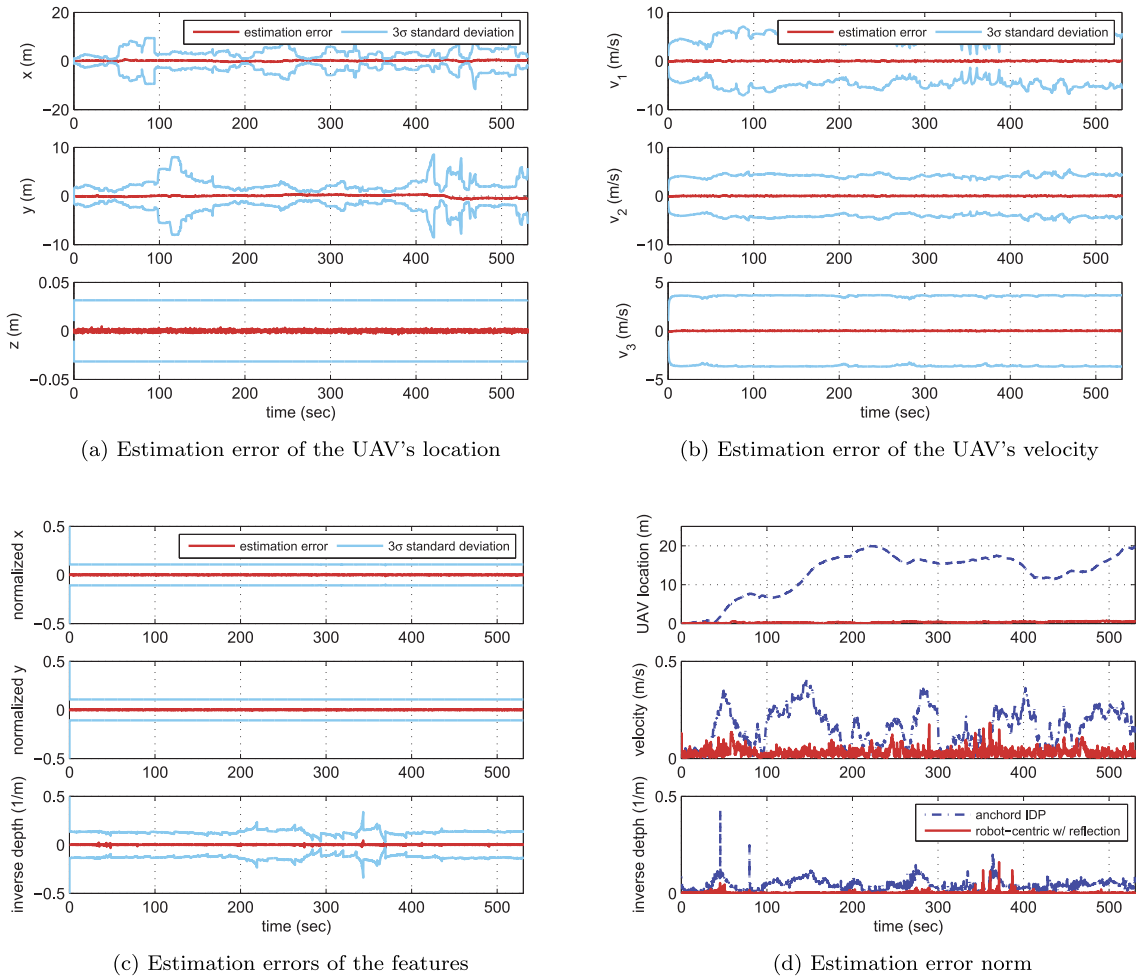 estimation error 3σ standard deviation
x (m)
20
0
−20
0 100 200 300 400 500
y (m)
10
0
−10
0 100 200 300 400 500
z (m)
0.05
0
−0.05
0 100 200 300 400 500
time (sec)
(a) Estimation error of the UAV's location
estimation error 3σ standard deviation
v1 (m/s)
10
0
−10
0 100 200 300 400 500
v2 (m/s)
10
0
−10
0 100 200 300 400 500
v3 (m/s)
5
0
−5
0 100 200 300 400 500
time (sec)
(b) Estimation error of the UAV's velocity
estimation error 3σ standard deviation
normalized x
0.5
0
−0.5
0 100 200 300 400 500
normalized y
0.5
0
−0.5
0 100 200 300 400 500
inverse depth (1/m)
0.5
0
−0.5
0 100 200 300 400 500
time (sec)
(c) Estimation errors of the features
UAV location (m)
20
10
0
0 100 200 300 400 500
velocity (m/s)
0.5
0
0 100 200 300 400 500
inverse depth (1/m)
0.5
0
anchord IDP
robot−centric w/ reflection
0 100 200 300 400 500
time (sec)
(d) Estimation error norm